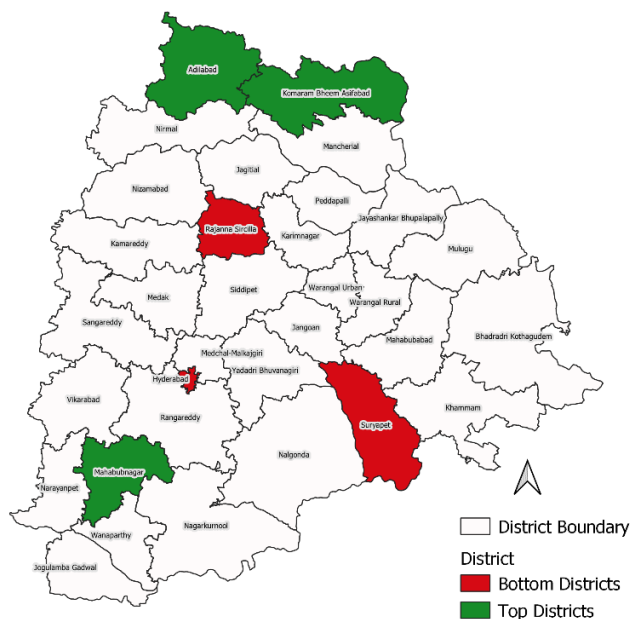 Adilabad
Komaram Bheem Asifabad
Nirmal
Mancherial
Jagitial
Nizamabad
Peddapalli
Jayashankar Bhupalapally
Rajanna Sircilla
Karimnagar
Kamareddy
Mulugu
Siddipet
Warangal Urban
Medak
Warangal Rural
Sangareddy
Jangoan
Mahabubabad
Bhadradri Kothagudem
Medchal-Malkajgiri
Yadadri Bhuvanagiri
Hyderabad
Vikarabad
Khammam
Rangareddy
Suryapet
Nalgonda
Mahabubnagar
Narayanpet
Nagarkurnool
Wanaparthy
Jogulamba Gadwal
District Boundary
District
Bottom Districts
Top Districts